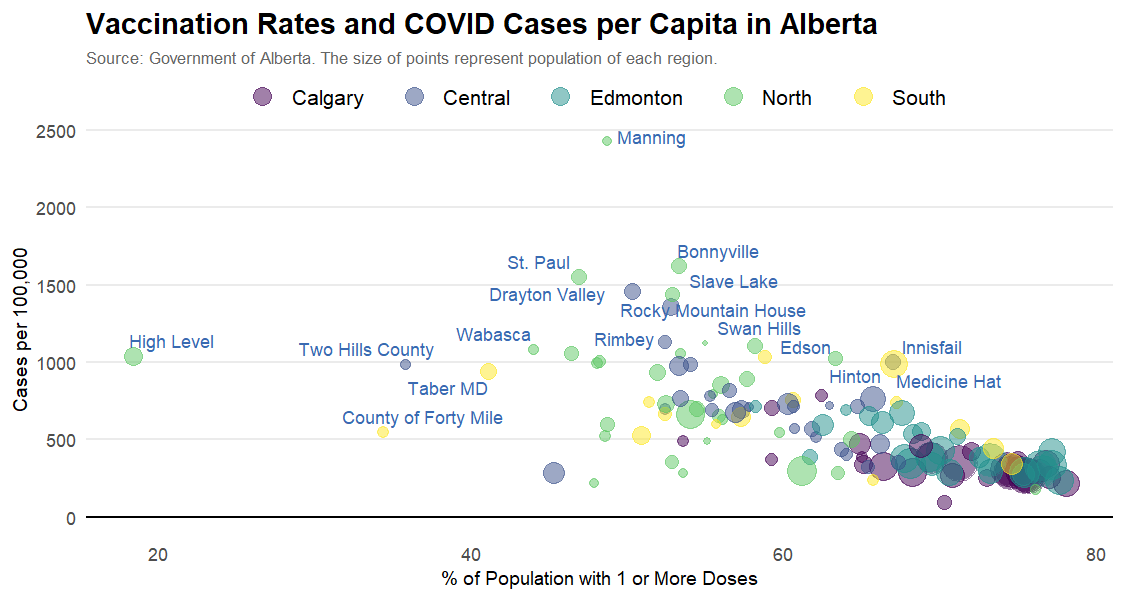 Vaccination Rates and COVID Cases per Capita in Alberta
Source: Government of Alberta. The size of points represent population of each region.
Calgary Central Edmonton North South
Cases per 100,000
2500
Manning
2000
Bonnyville
St. Paul
Slave Lake
1500
Drayton Valley
Rocky Mountain House
Swan Hills
Wabasca
Rimbey
High Level
Two Hills County
Edson
Innisfail
1000
Hinton
Medicine Hat
Taber MD
County of Forty Mile
500
0
20 40 60 80
% of Population with 1 or More Doses